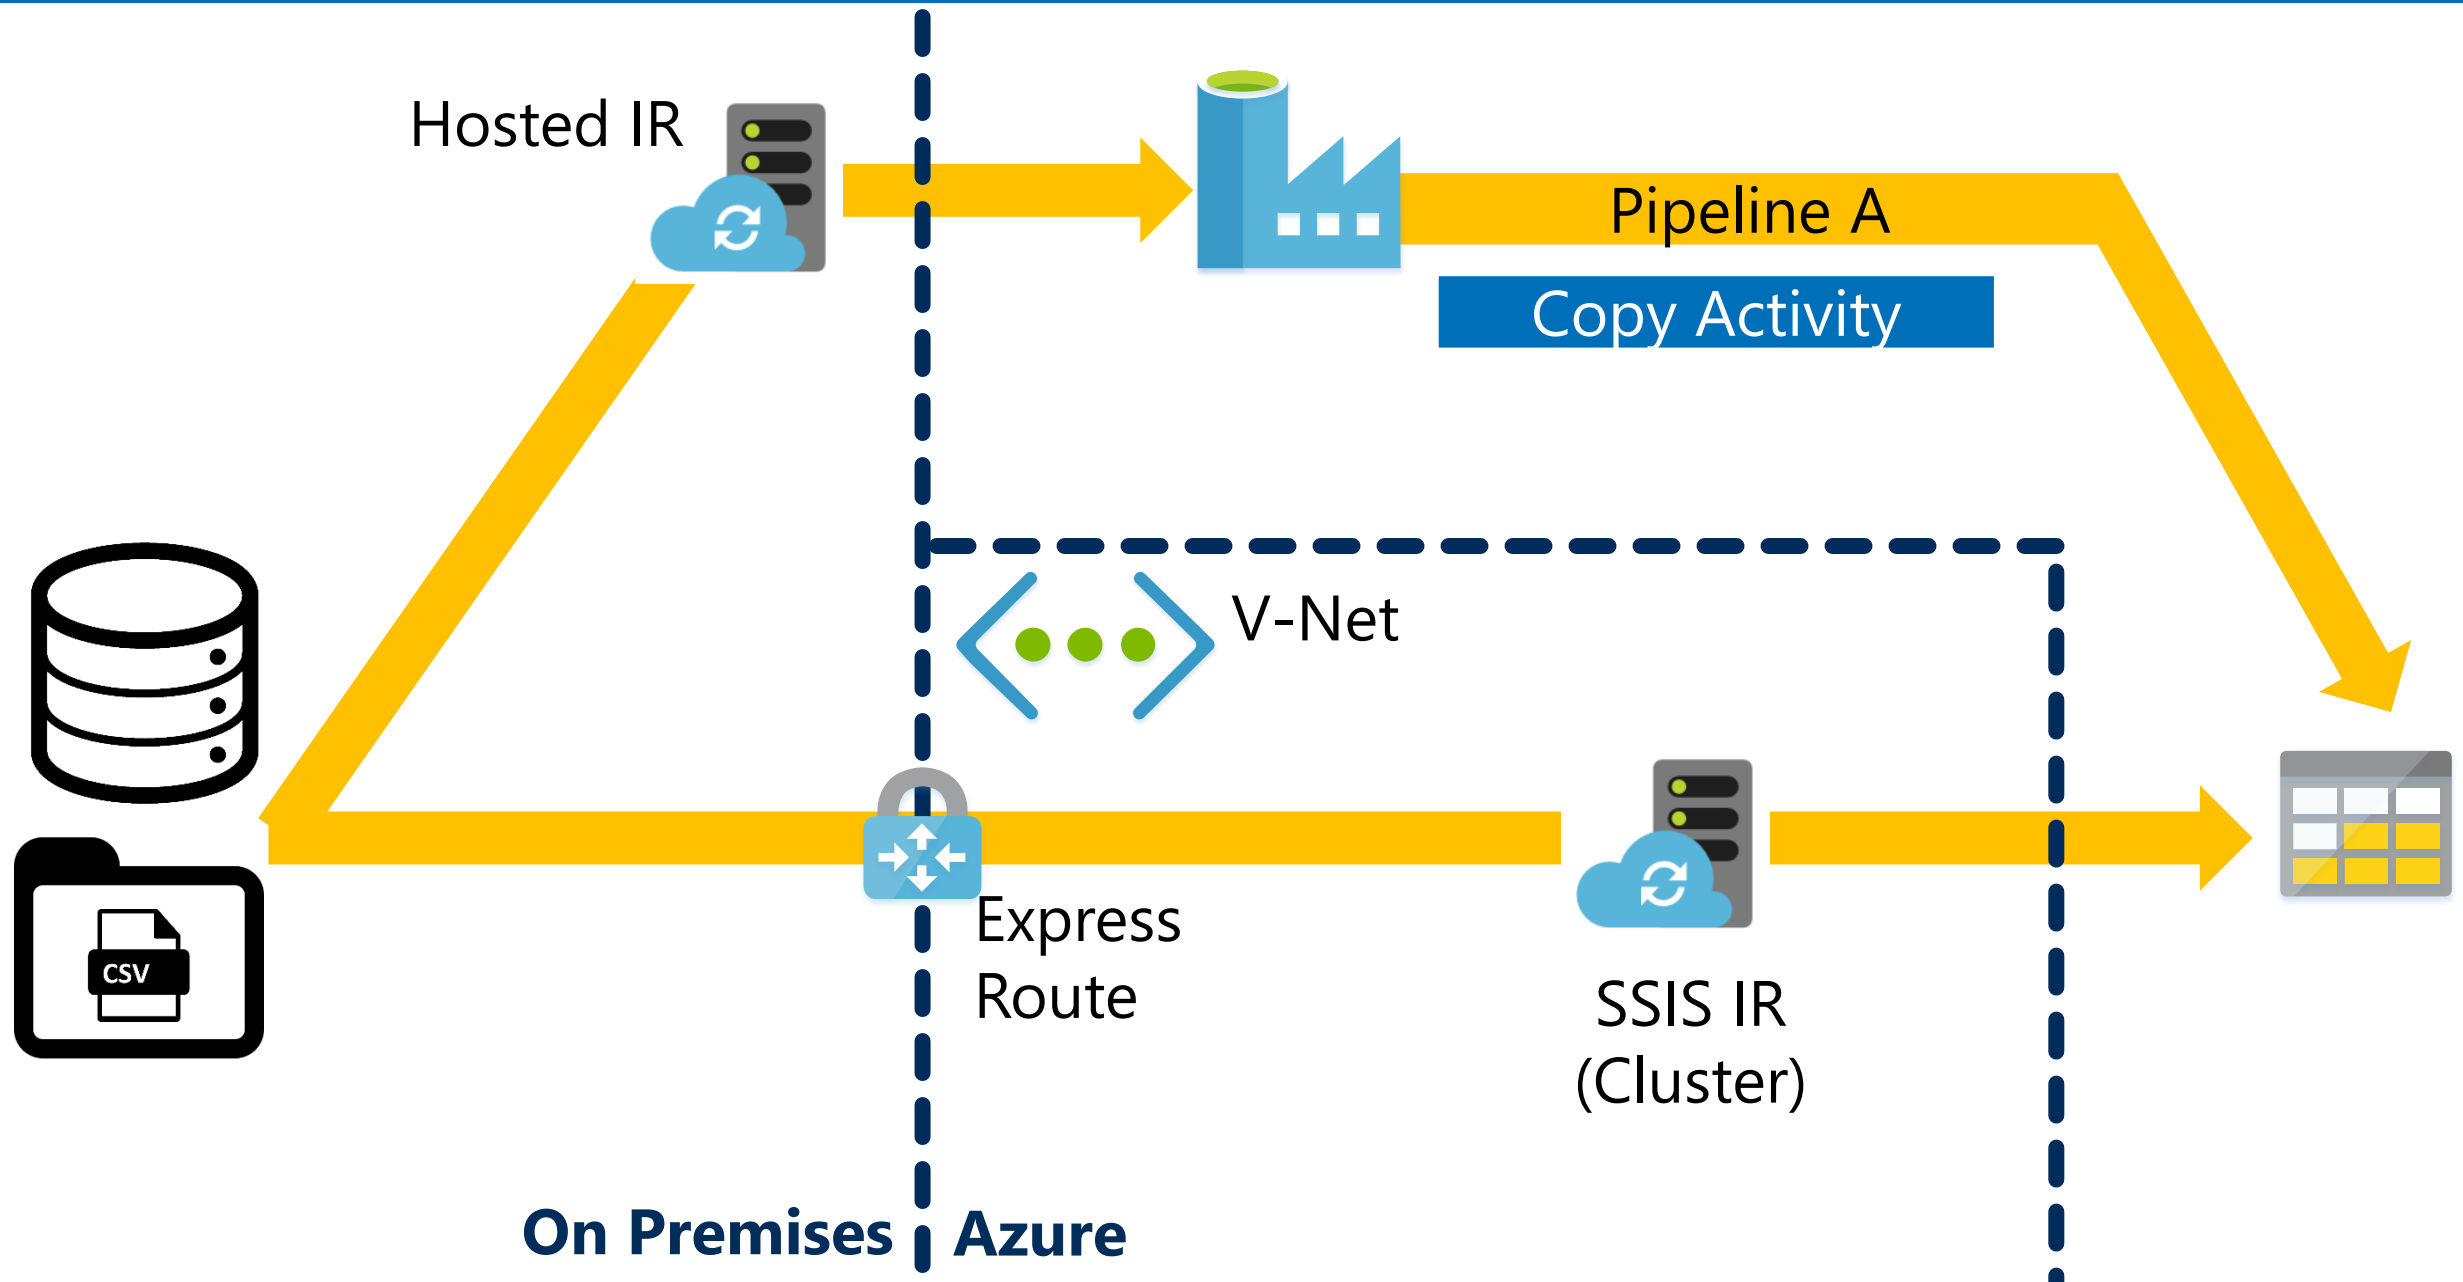 Hosted IR
Pipeline A
Copy Activity
V-Net
CSV
Express
Route
SSIS IR
(Cluster)
On Premises
Azure